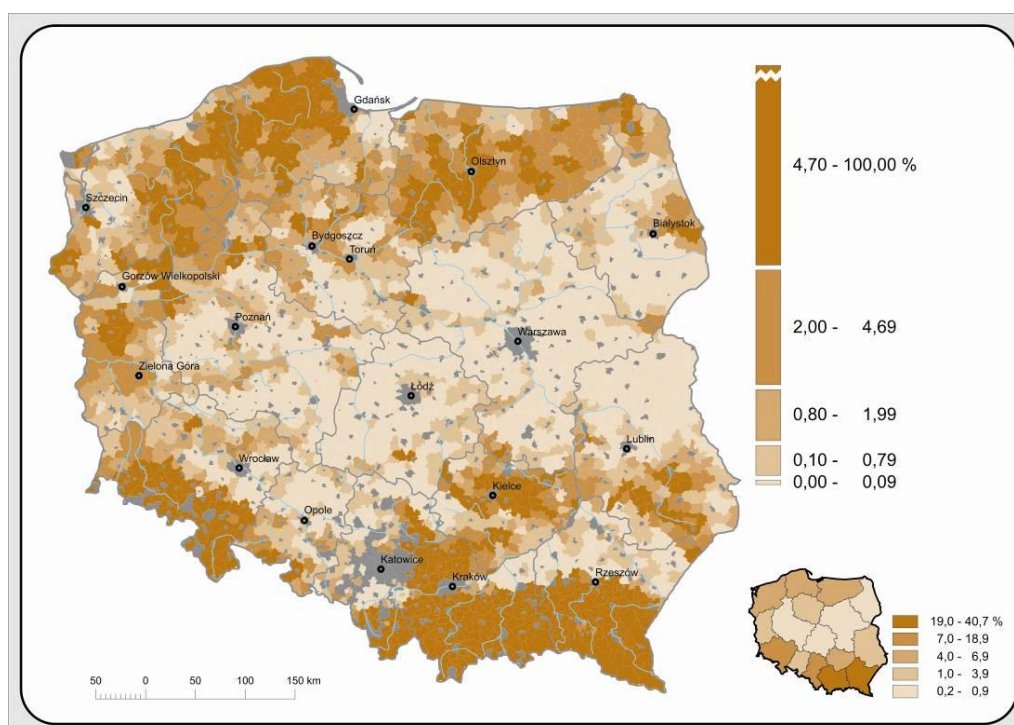 Gdańsk
Olsztyn
Szczecin
Białystok
Bydgoszcz
Toruń
Gorzów Wielkopolski
Poznań
Warszawa
Zielona Góra
Łódź
Lublin
Wrocław
Kielce
Opole
Katowice
Kraków
Rzeszów
4,70 - 100,00 %
2,00 - 4,69
0,80 - 1,99
0,10 - 0,79
0,00 - 0,09
19,0 - 40,7 %
7,0 - 18,9
4,0 - 6,9
1,0 - 3,9
0,2 - 0,9
50 0 50 100 150 km